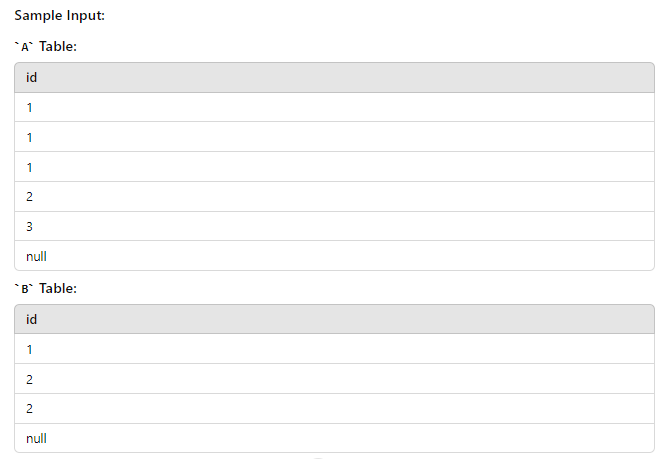 Sample Input:
`A` Table:
id
1
1
1
2
3
null
`B` Table:
id
1
2
2
null